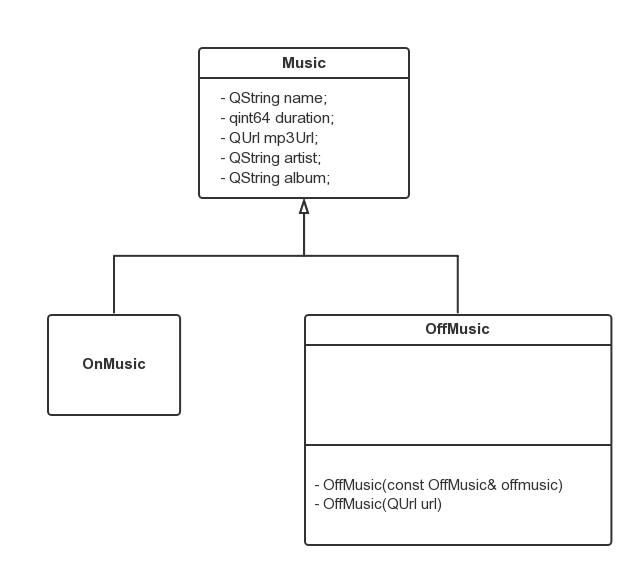 Music
- QString name;
- qint64 duration;
- QUrl mp3Url;
- QString artist;
- QString album;
OnMusic
OffMusic
- OffMusic(const OffMusic& offmusic)
- OffMusic(QUrl url)